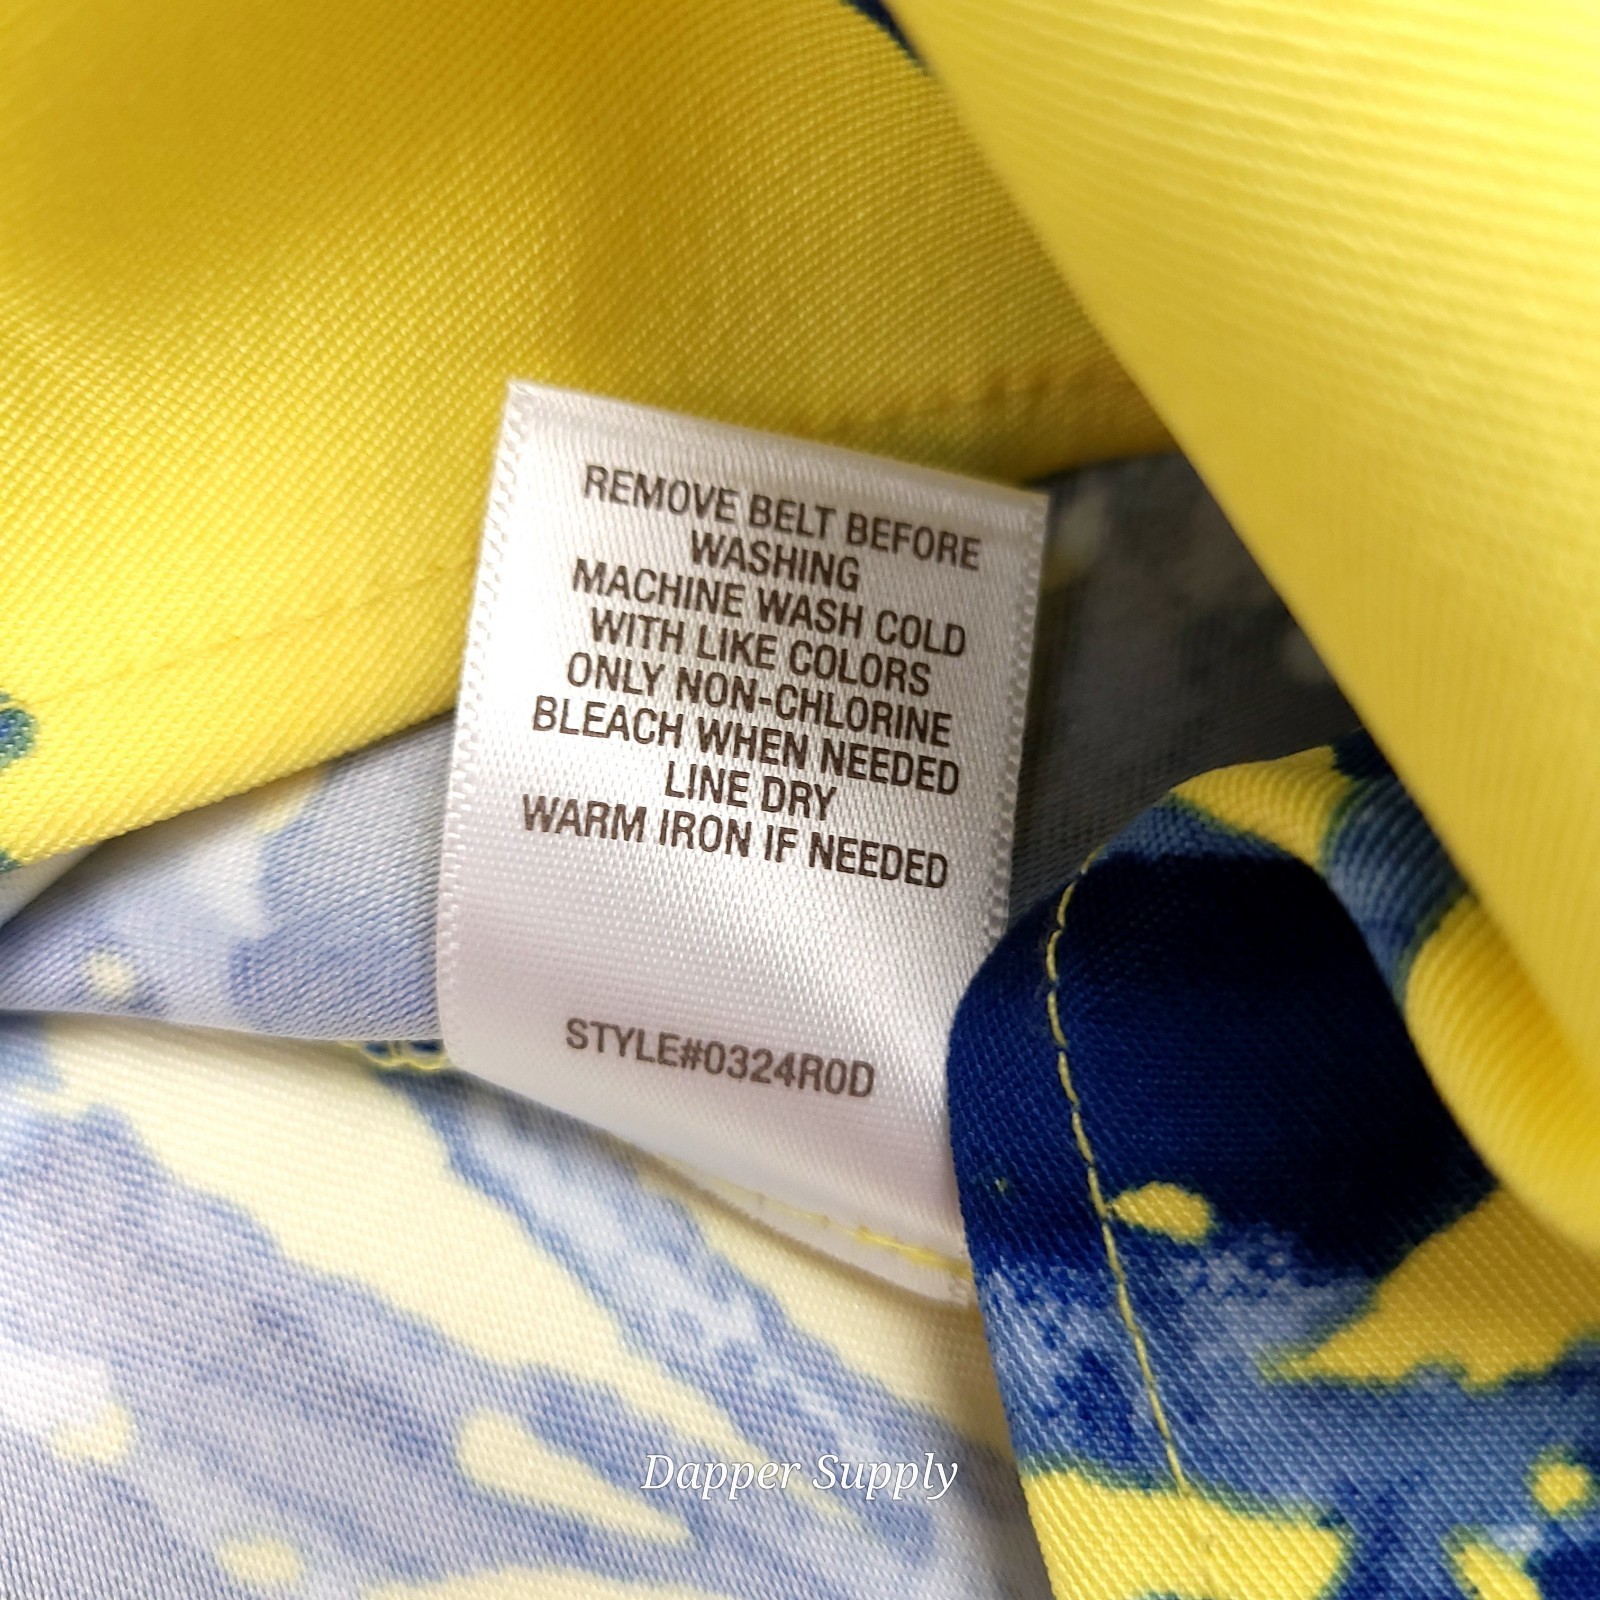 REMOVE BELT BEFORE
WASHING
MACHINE WASH COLD
WITH LIKE COLORS
ONLY NON-CHLORINE
BLEACH WHEN NEEDED
LINE DRY
WARM IRON IF NEEDED
STYLE#0324R0D
Dapper Supply